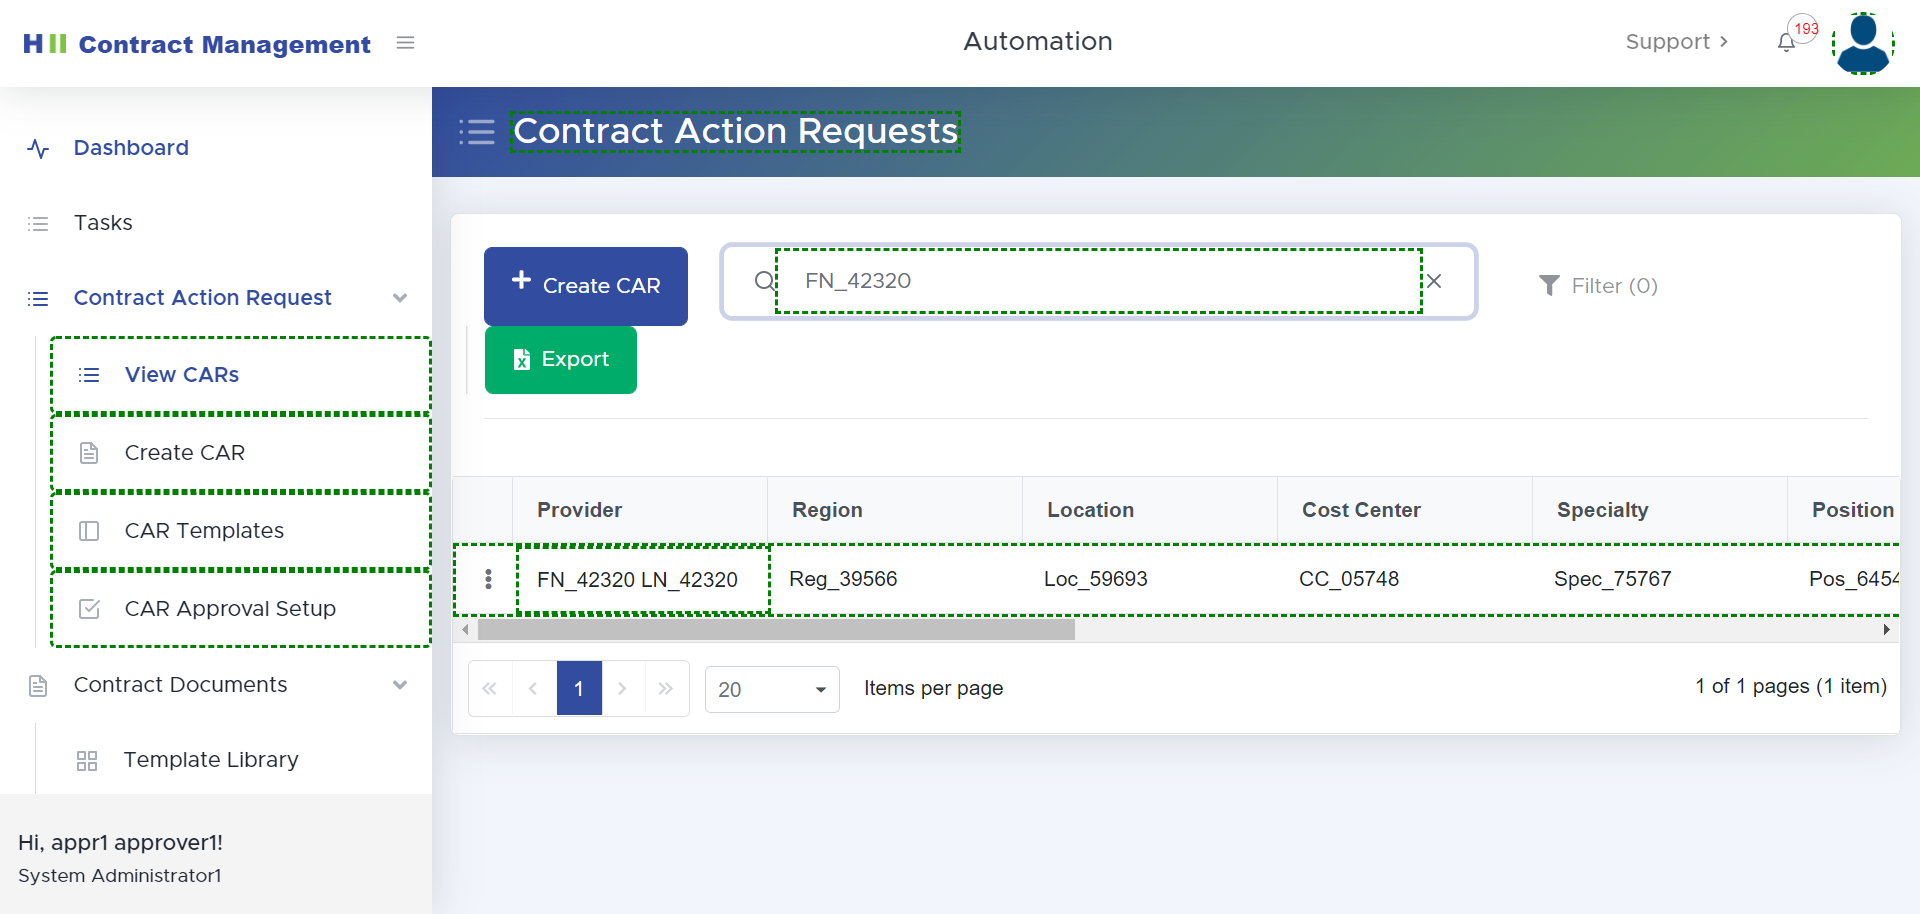 HII Contract Management
Automation
Support
193
Dashboard
Tasks
Contract Action Request
View CARs
Create CAR
CAR Templates
CAR Approval Setup
Contract Documents
Template Library
Hi, appr1 approver1!
System Administrator1
Contract Action Requests
Create CAR
FN_42320
Filter (0)
Export
Provider Region Location Cost Center Specialty Position
FN_42320 LN_42320 Reg_39566 Loc_59693 CC_05748 Spec_75767 Pos_6454
1 20 Items per page 1 of 1 pages (1 item)